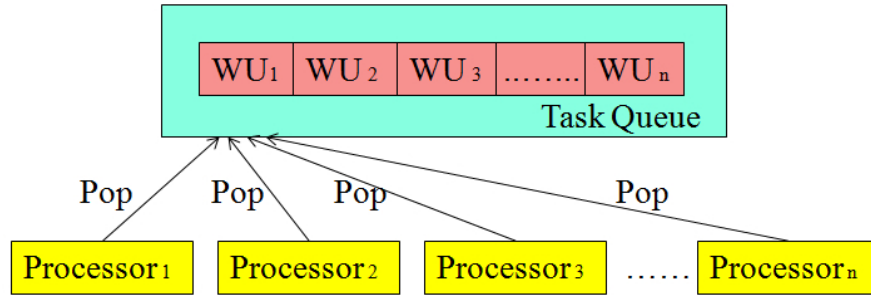 WU1 WU2 WU3 ........ WUn
Task Queue
Pop Pop Pop Pop
Processor1 Processor2 Processor3 ...... Processorn